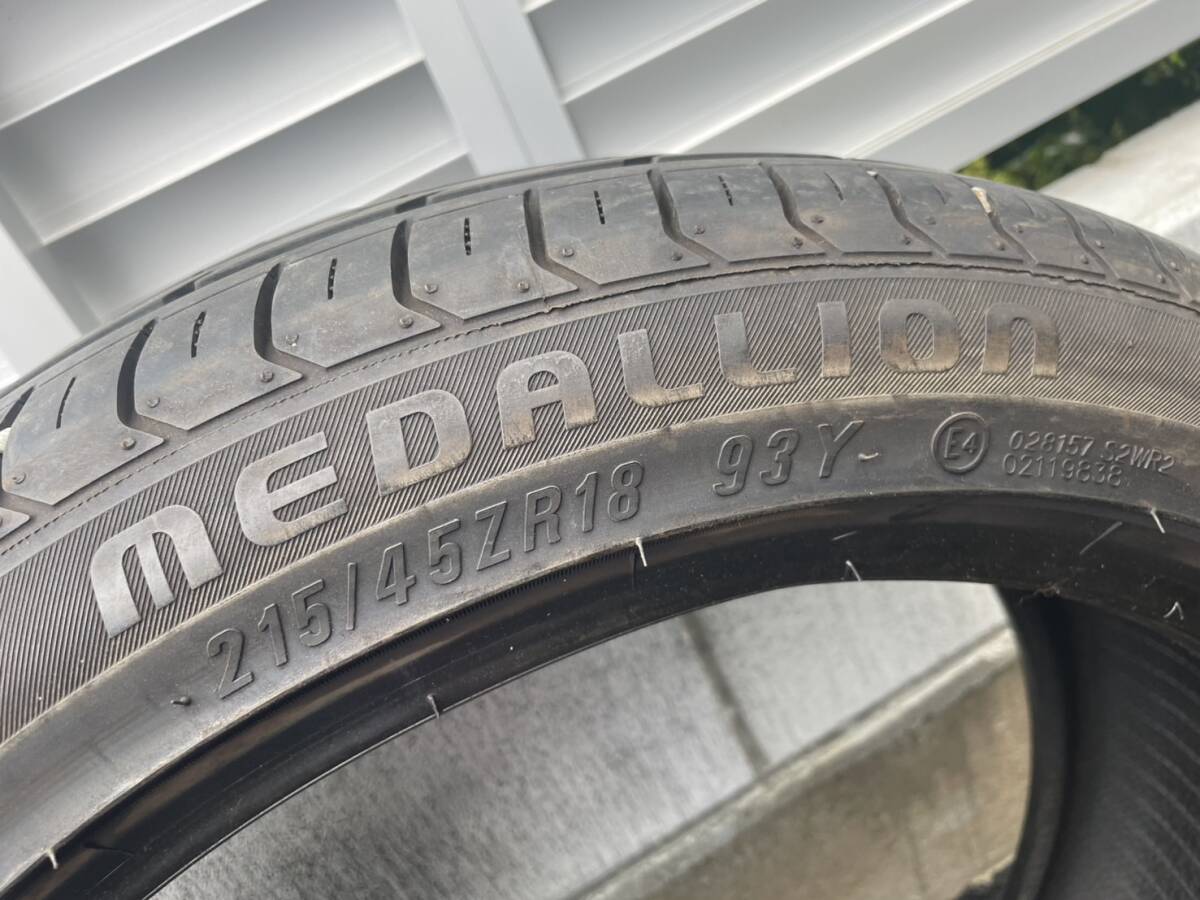 MEDALLION
215/45ZR18 93Y
E4
028157 S2WR2
02119838